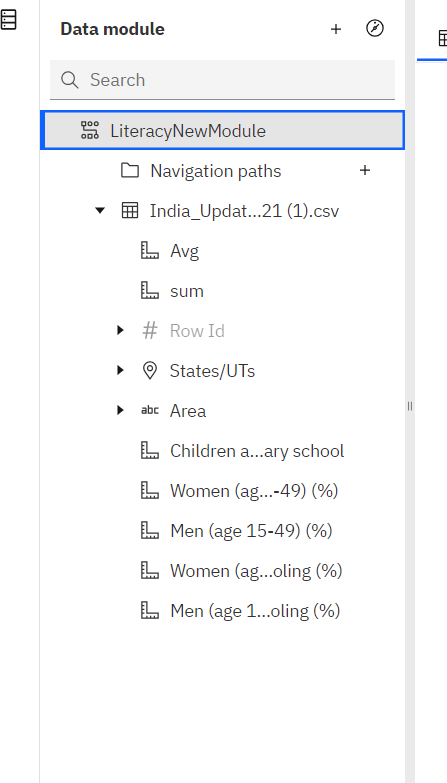 Data module
Search
LiteracyNewModule
Navigation paths
India_Updat...21 (1).csv
Avg
sum
# Row Id
States/UTs
abc Area
Children a...ary school
Women (ag...-49) (%)
Men (age 15-49) (%)
Women (ag...oling (%)
Men (age 1...oling (%)